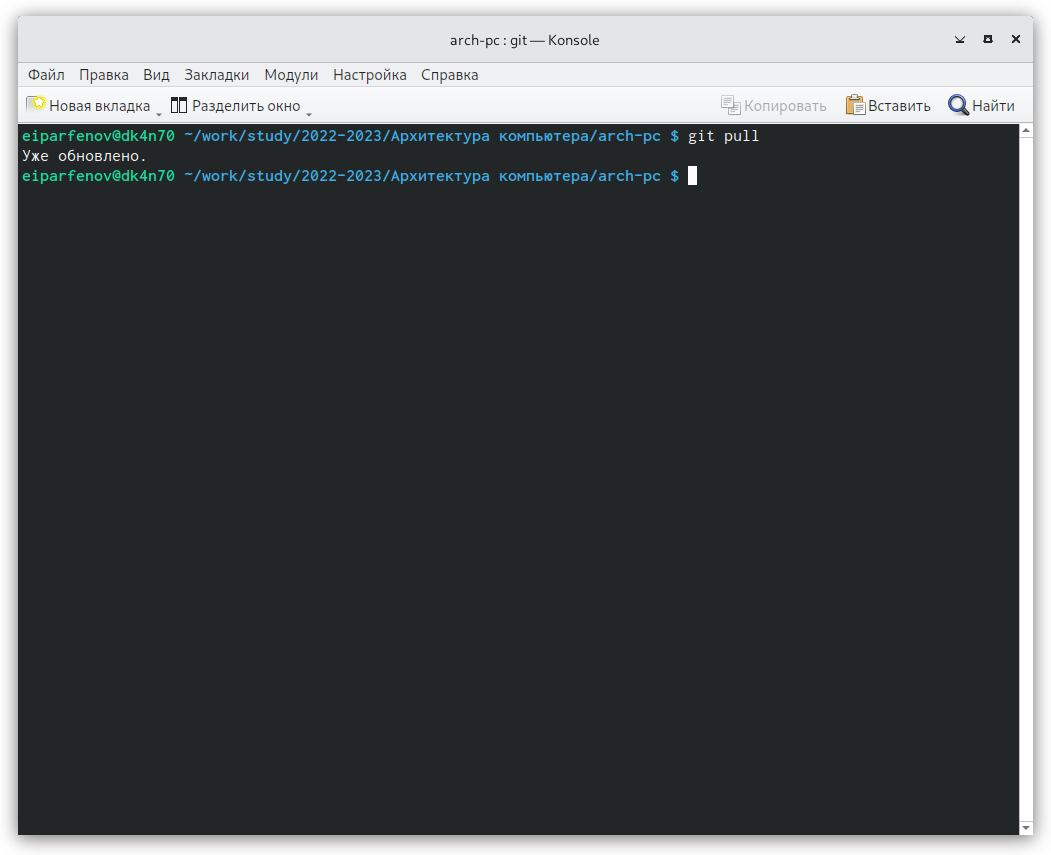 arch-pc : git — Konsole
Файл Правка Вид Закладки Модули Настройка Справка
Новая вкладка Разделить окно Копировать Вставить Найти
eiparfenov@dk4n70 ~/work/study/2022-2023/Архитектура компьютера/arch-pc $ git pull
Уже обновлено.
eiparfenov@dk4n70 ~/work/study/2022-2023/Архитектура компьютера/arch-pc $